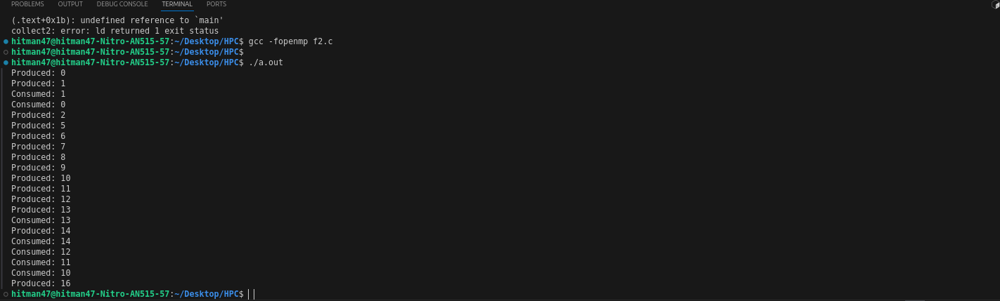 PROBLEMS OUTPUT DEBUG CONSOLE TERMINAL PORTS
(.text+0x1b): undefined reference to `main'
collect2: error: ld returned 1 exit status
hitman47@hitman47-Nitro-AN515-57:~/Desktop/HPC$ gcc -fopenmp f2.c
hitman47@hitman47-Nitro-AN515-57:~/Desktop/HPC$
hitman47@hitman47-Nitro-AN515-57:~/Desktop/HPC$ ./a.out
Produced: 0
Produced: 1
Consumed: 1
Consumed: 0
Produced: 2
Produced: 5
Produced: 6
Produced: 7
Produced: 8
Produced: 9
Produced: 10
Produced: 11
Produced: 12
Produced: 13
Consumed: 13
Produced: 14
Consumed: 14
Consumed: 12
Consumed: 11
Consumed: 10
Produced: 16
hitman47@hitman47-Nitro-AN515-57:~/Desktop/HPC$